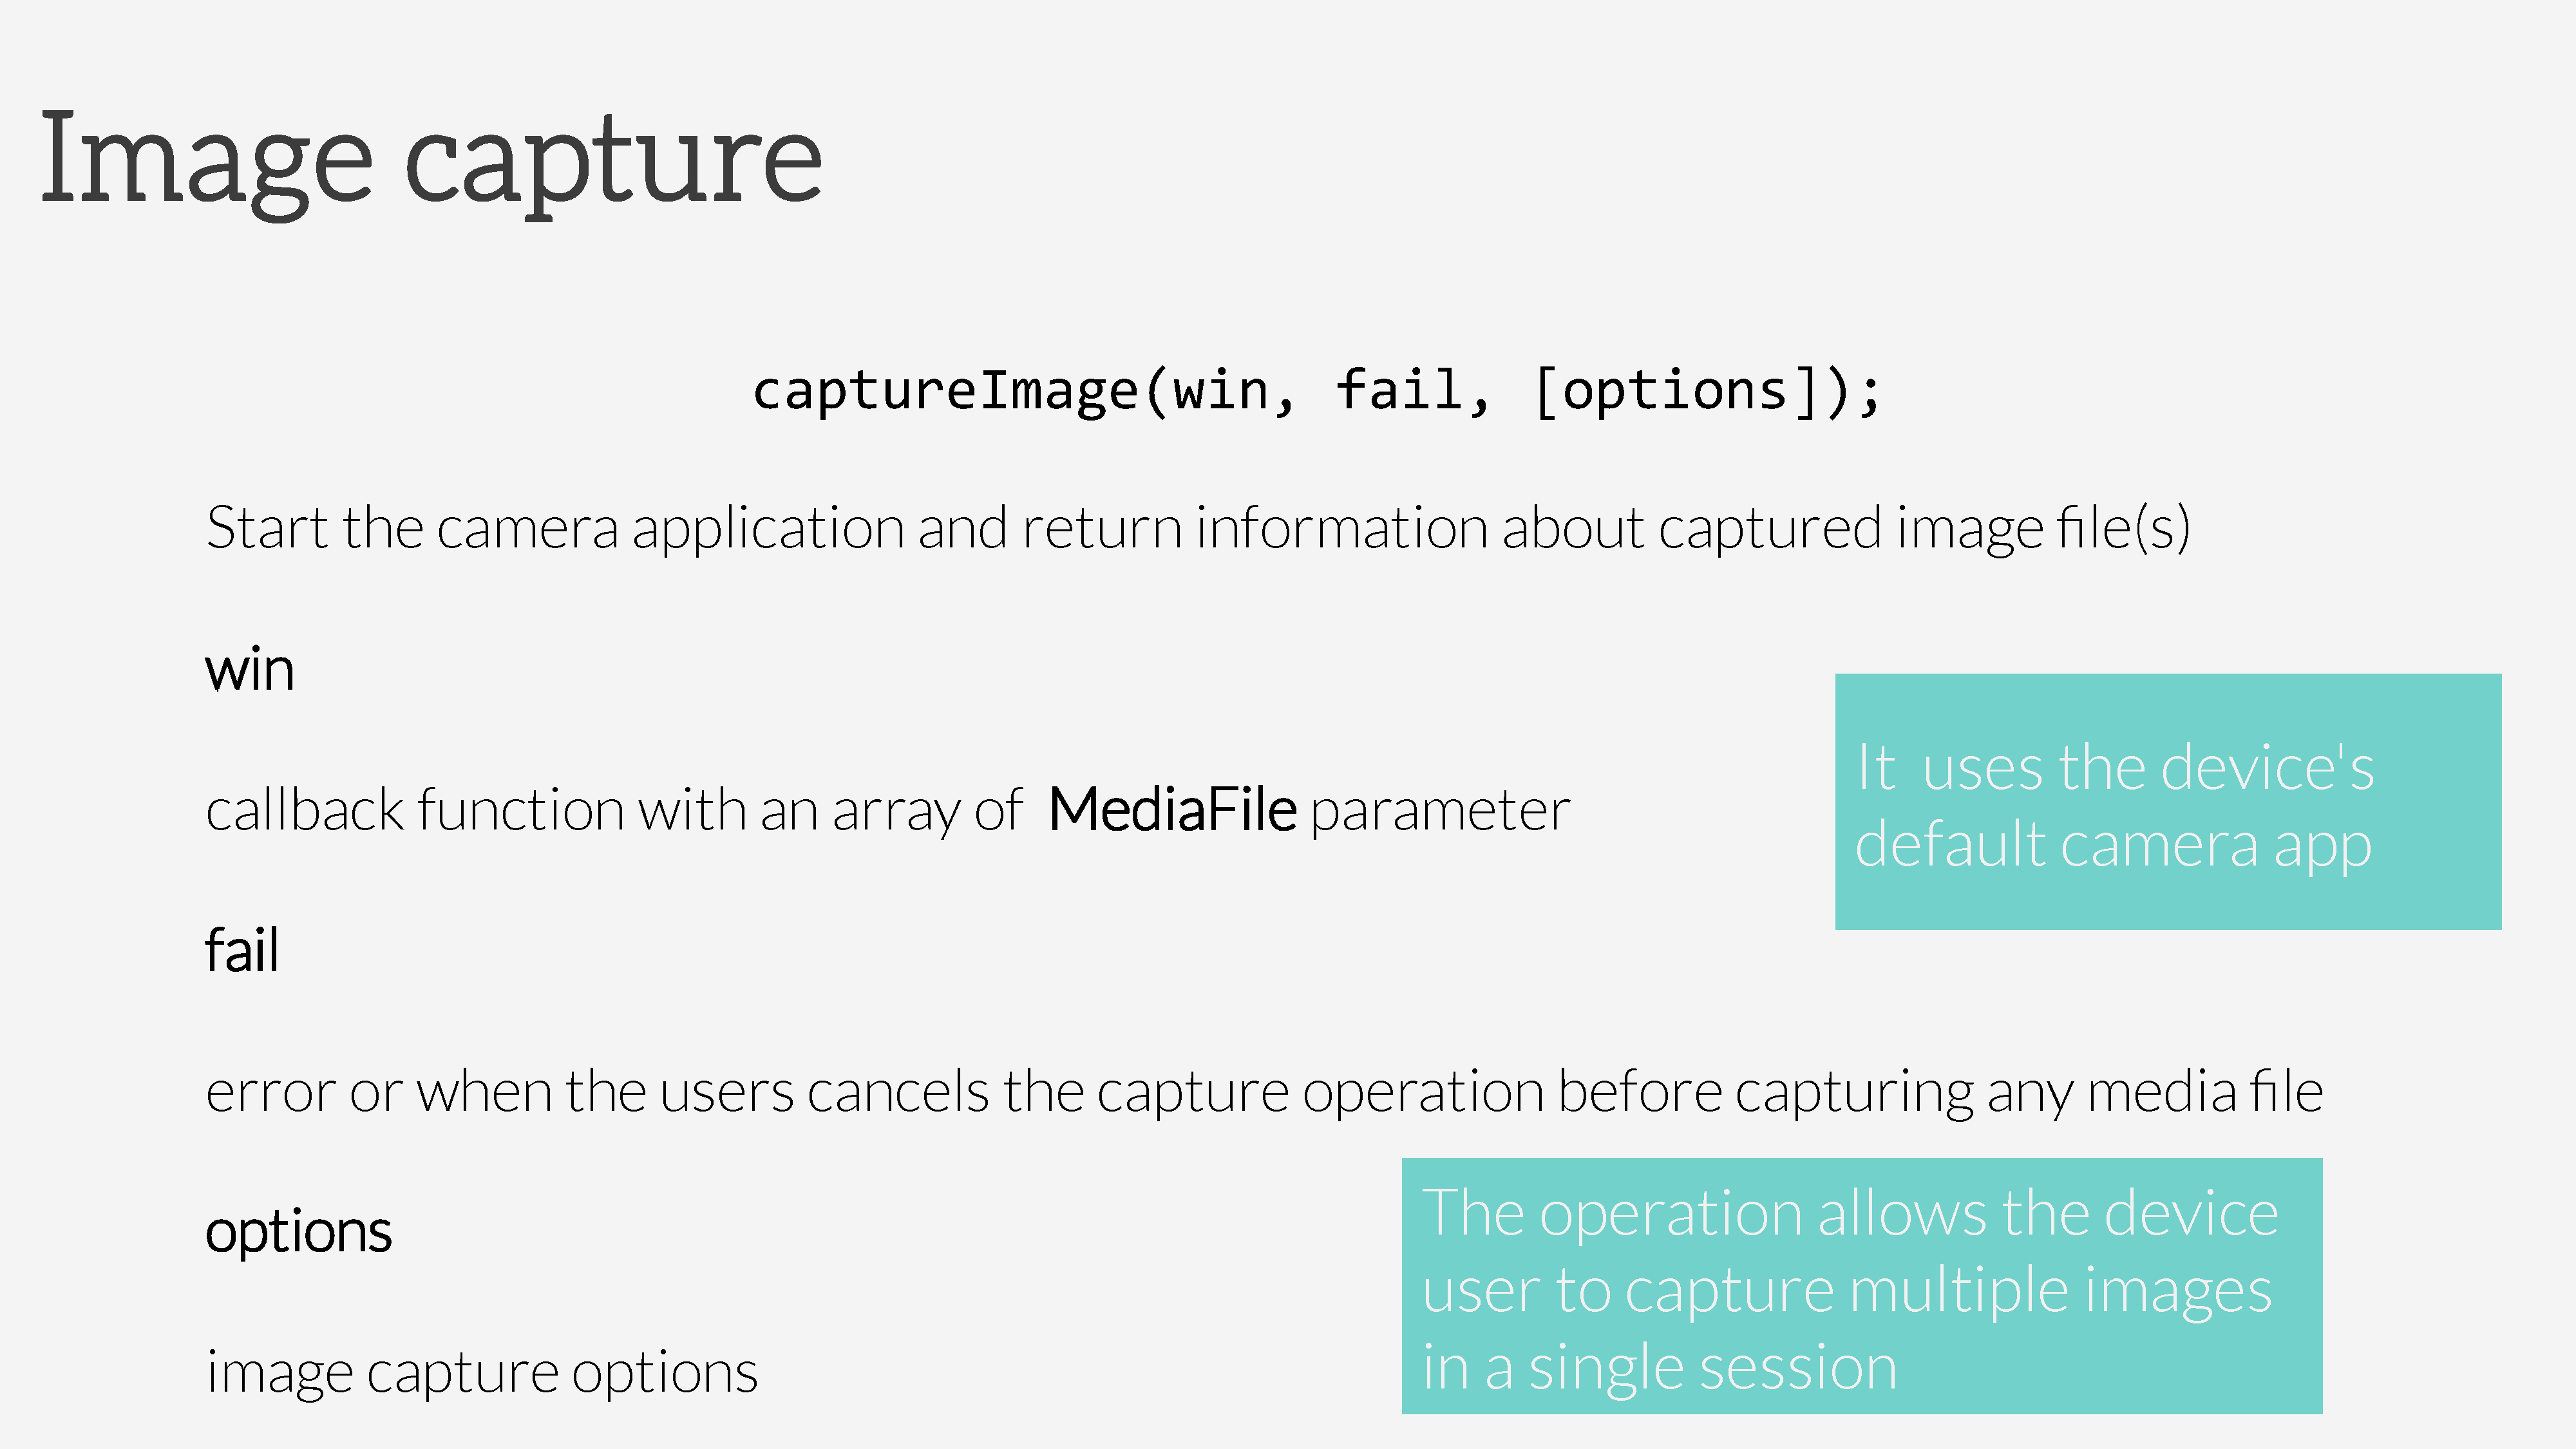 Image capture
captureImage(win, fail, [options]);
Start the camera application and return information about captured image file(s)
win
callback function with an array of MediaFile parameter
It uses the device's
default camera app
fail
error or when the users cancels the capture operation before capturing any media file
options
image capture options
The operation allows the device
user to capture multiple images
in a single session